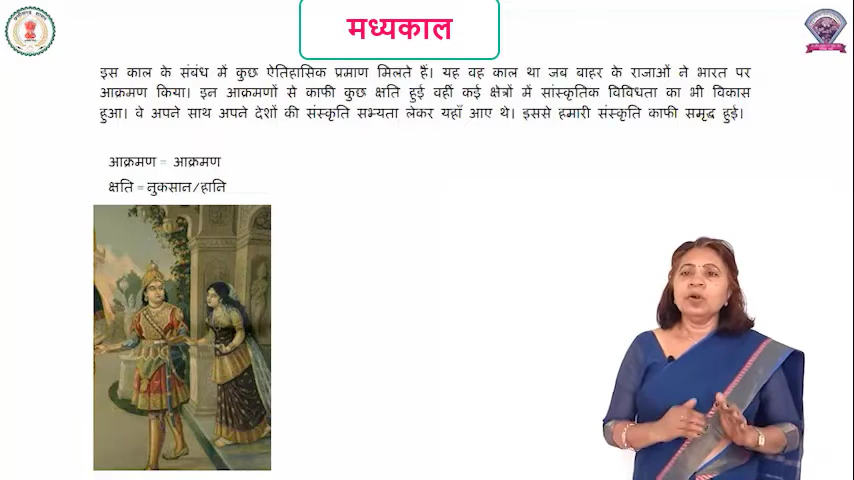 मध्यकाल
इस काल के संबंध में कुछ ऐतिहासिक प्रमाण मिलते हैं। यह वह काल था जब बाहर के राजाओं ने भारत पर
आक्रमण किया। इन आक्रमणों से काफी कुछ क्षति हुई वहीं कई क्षेत्रों में सांस्कृतिक विविधता का भी विकास
हुआ। वे अपने साथ अपने देशों की संस्कृति सभ्यता लेकर यहाँ आए थे। इससे हमारी संस्कृति काफी समृद्ध हुई।
आक्रमण = आक्रमण
क्षति = नुकसान/हानि